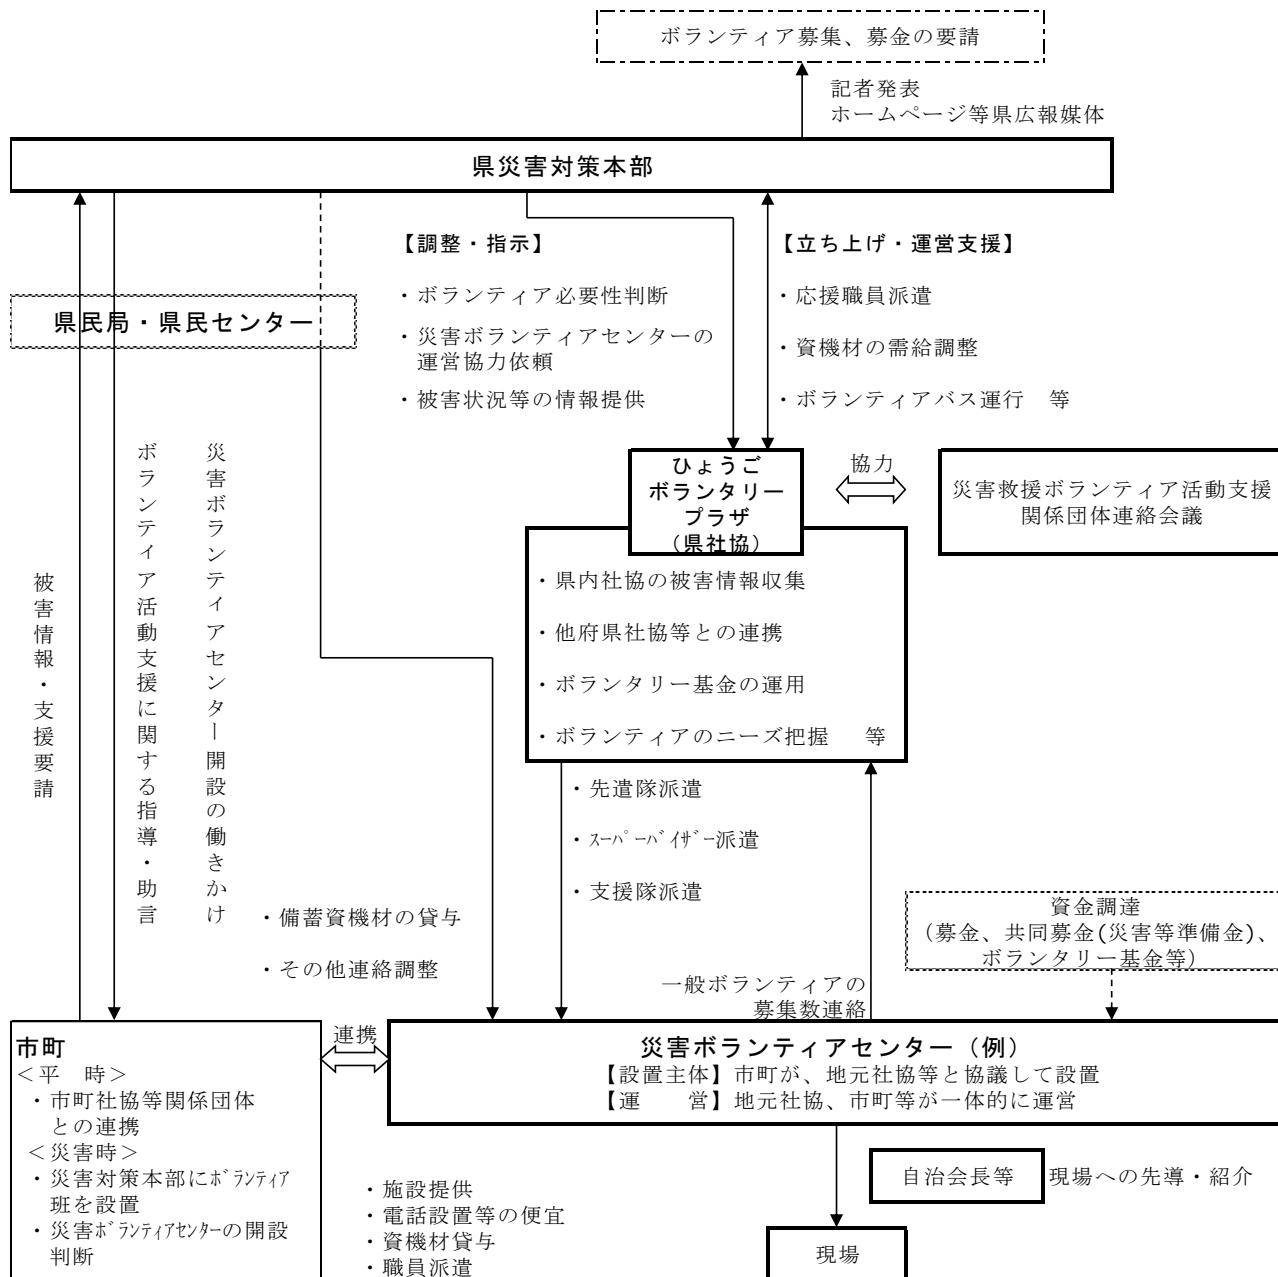 ボランティア募集、募金の要請
記者発表
ホームページ等県広報媒体
県災害対策本部
【調整・指示】
・ボランティア必要性判断
・災害ボランティアセンターの
運営協力依頼
・被害状況等の情報提供
【立ち上げ・運営支援】
・応援職員派遣
・資機材の需給調整
・ボランティアバス運行　等
県民局・県民センター
ひょうご
ボランタリー
プラザ
（県社協）
協力
災害救援ボランティア活動支援
関係団体連絡会議
・県内社協の被害情報収集
・他府県社協等との連携
・ボランタリー基金の運用
・ボランティアのニーズ把握　等
被害情報・支援要請
災害ボランティアセンター開設の働きかけ
ボランティア活動支援に関する指導・助言
・備蓄資機材の貸与
・その他連絡調整
・先遣隊派遣
・ｽｰﾊﾟｰﾊﾞｲｻﾞｰ派遣
・支援隊派遣
一般ボランティアの
募集数連絡
資金調達
（募金、共同募金(災害等準備金)、
ボランタリー基金等）
市町
＜平　時＞
・市町社協等関係団体
との連携
＜災害時＞
・災害対策本部にﾎﾞﾗﾝﾃｨｱ
班を設置
・災害ﾎﾞﾗﾝﾃｨｱｾﾝﾀｰの開設
判断
連携
災害ボランティアセンター（例）
【設置主体】市町が、地元社協等と協議して設置
【運　　営】地元社協、市町等が一体的に運営
・施設提供
・電話設置等の便宜
・資機材貸与
・職員派遣
自治会長等
現場への先導・紹介
現場